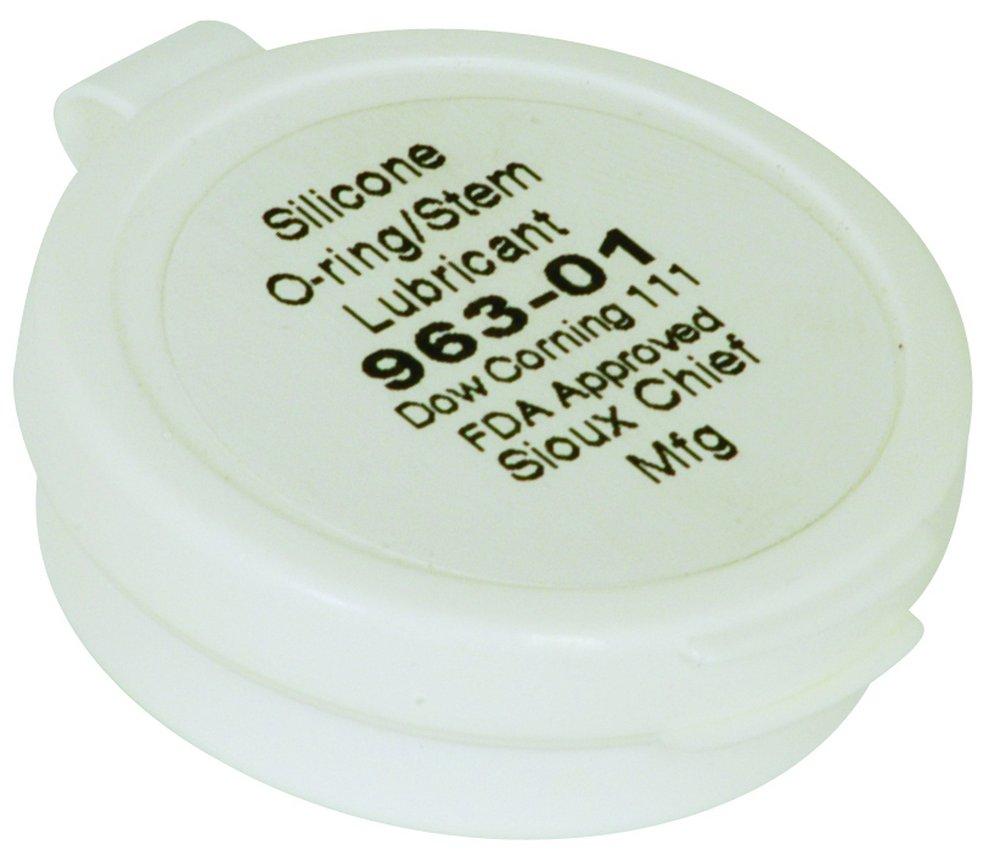 Silicone
O-ring/Stem
Lubricant
963-01
Dow Corning 111
FDA Approved
Sioux Chief
Mfg